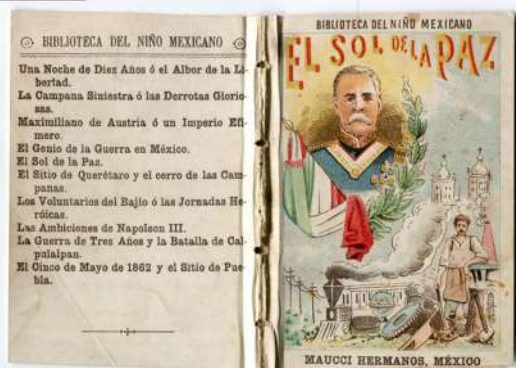 BIBLIOTECA DEL NIÑO MEXICANO
Una Noche de Diez Años ó el Albor de la Li-
bertad.
La Campana Siniestra ó las Derrotas Glorio-
sas.
Maximiliano de Austria ó un Imperio Efí-
mero.
El Genio de la Guerra en México.
El Sol de la Paz.
El Sitio de Querétaro y el cerro de las Cam-
panas.
Los Voluntarios del Bajío ó las Jornadas He-
róicas.
Las Ambiciones de Napoleon III.
La Guerra de Tres Años y la Batalla de Cal-
pulalpan.
El Cinco de Mayo de 1862 y el Sitio de Pue-
bla.
BIBLIOTECA DEL NIÑO MEXICANO
EL SOL DE LA PAZ
MAUCCI HERMANOS, MÉXICO